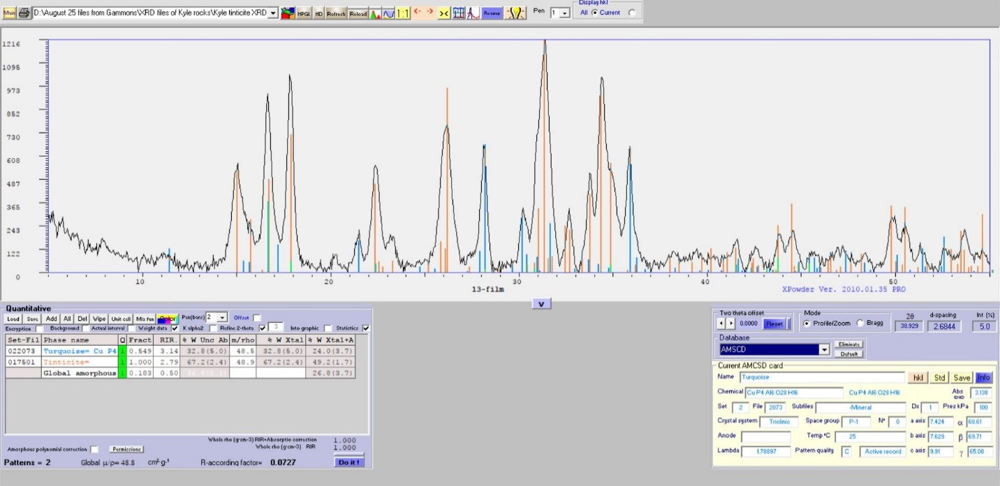 Display hkl
Main D:\August 25 files from Gammons\XRD files of Kyle rocks\Kyle tinticite XRD HPGL HD Refresh Reload 1:1 Pen 1 All Current
1216
1095
973
852
730
608
487
365
243
122
0
10 20 30 40 50
13-film
XPowder Ver. 2010.01.35 PRO
V
Quantitative
Load Save Add All Del Wipe Unit cell Mix fun Color Pen(bars) 2 Offset
Encryption Background Actual interval Weight data K alpha2 Refine 2-theta 3 Into graphic Statistics
Set-Fil Phase name Q Fract RIR. % W Unc Ab m/rho % W Xtal % W Xtal+A
022073 Turquoise= Cu P4 1 0.549 3.14 32.8(5.0) 48.5 32.8(5.0) 24.0(3.7)
017501 Tinticite= 1 1.000 2.79 67.2(2.4) 48.9 67.2(2.4) 49.2(1.7)
Global amorphous 1 0.183 0.50 26.8(3.7)
Whole rho (g·cm-3) RIR+Absorptio correction 1.000
Whole rho (g·cm-3) RIR 1.000
Amorphous polynomial correction Permissions
Patterns = 2 Global μ/ρ= 48.8 cm²·g-¹ R-according factor= 0.0727 Do it !
Two theta offset
0.0000 Reset
Mode
Profile/Zoom Bragg
2θ d-spacing Int (%)
38.929 2.6844 5.0
Database
AMSCD
Eliminate
Default
Current AMCSD card
Name Turquoise hkl Std Save Info
Chemical Cu P4 Al6 O28 H16 Cu P4 Al6 O28 H16 Abs 3.138
Set 2 File 2073 Subfiles -Mineral Dx 1 Pres kPa 100
Crystal system Triclinic Space group P-1 Nº 0 a axis 7.424 α 68.61
Anode Temp ºC 25 b axis 7.629 β 69.71
Lambda 1.78897 Pattern quality C Active record c axis 9.91 γ 65.08